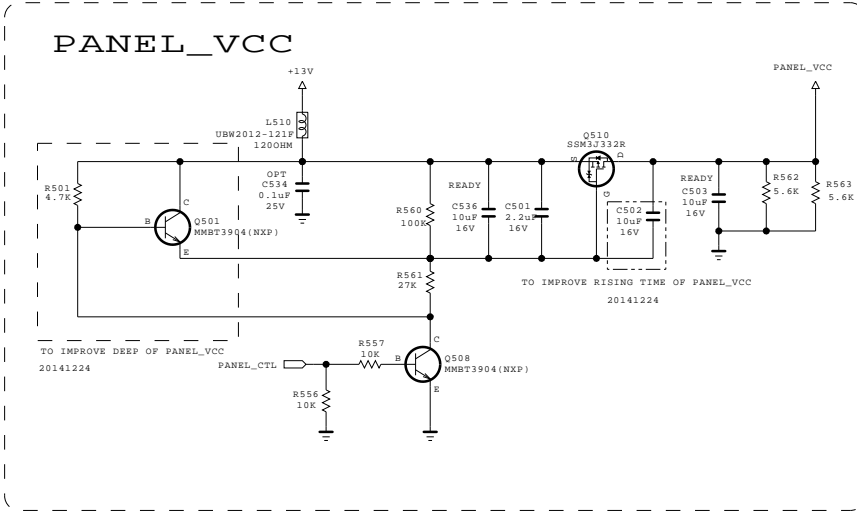 PANEL_VCC
PANEL_VCC
+13V
L510
UBW2012-121F
120OHM
Q510
SSM3J332R
S
D
G
R501
4.7K
OPT
C534
0.1uF
25V
READY
C536
10uF
16V
C501
2.2uF
16V
R560
100K
C502
10uF
16V
READY
C503
10uF
16V
R562
5.6K
R563
5.6K
C
B
Q501
MMBT3904(NXP)
E
R561
27K
TO IMPROVE RISING TIME OF PANEL_VCC
20141224
TO IMPROVE DEEP OF PANEL_VCC
20141224
PANEL_CTL
R557
10K
C
B
Q508
MMBT3904(NXP)
E
R556
10K